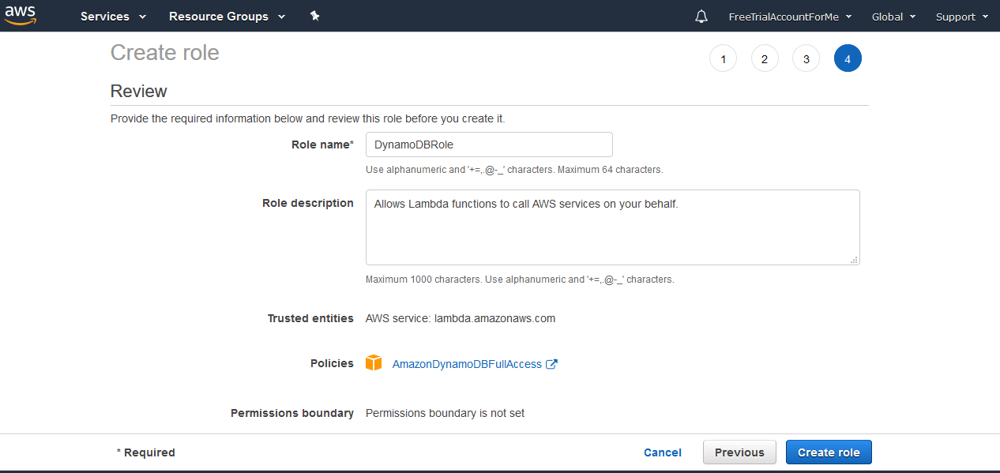 aws Services Resource Groups FreeTrialAccountForMe Global Support
Create role 1 2 3 4
Review
Provide the required information below and review this role before you create it.
Role name* DynamoDBRole
Use alphanumeric and '+=,.@-_' characters. Maximum 64 characters.
Role description Allows Lambda functions to call AWS services on your behalf.
Maximum 1000 characters. Use alphanumeric and '+=,.@-_' characters.
Trusted entities AWS service: lambda.amazonaws.com
Policies AmazonDynamoDBFullAccess
Permissions boundary Permissions boundary is not set
* Required Cancel Previous Create role